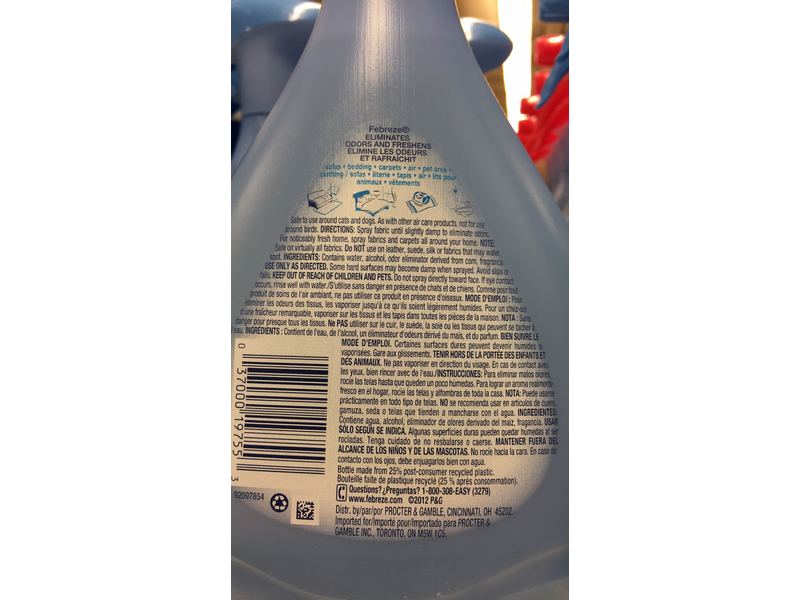 Febreze®
ELIMINATES
ODORS AND FRESHENS
ÉLIMINE LES ODEURS
ET RAFRAÎCHIT
sofas • bedding • carpets • air • pet area •
clothing / sofas • literie • tapis • air • lits pour
animaux • vêtements
Safe to use around cats and dogs. As with other air care products, not for use
around birds. DIRECTIONS: Spray fabric until slightly damp to eliminate odors.
For noticeably fresh home, spray fabrics and carpets all around your home. NOTE:
Safe on virtually all fabrics. Do NOT use on leather, suede, silk or fabrics that may water
spot. INGREDIENTS: Contains water, alcohol, odor eliminator derived from corn, fragrance.
USE ONLY AS DIRECTED. Some hard surfaces may become damp when sprayed. Avoid slips or
falls. KEEP OUT OF REACH OF CHILDREN AND PETS. Do not spray directly toward face. If eye contact
occurs, rinse well with water./S'utilise sans danger en présence de chats et de chiens. Comme pour tout
produit de soins de l'air ambiant, ne pas utiliser ce produit en présence d'oiseaux. MODE D'EMPLOI : Pour
éliminer les odeurs des tissus, les vaporiser jusqu'à ce qu'ils soient légèrement humides. Pour un chez-soi
d'une fraîcheur remarquable, vaporiser sur les tissus et les tapis dans toutes les pièces de la maison. NOTA : Sans
danger pour presque tous les tissus. Ne PAS utiliser sur le cuir, le suède, la soie ou les tissus qui peuvent se tacher à
l'eau. INGRÉDIENTS : Contient de l'eau, de l'alcool, un éliminateur d'odeurs dérivé du maïs, et du parfum. BIEN SUIVRE LE
MODE D'EMPLOI. Certaines surfaces dures peuvent devenir humides si
vaporisées. Gare aux glissements. TENIR HORS DE LA PORTÉE DES ENFANTS ET
DES ANIMAUX. Ne pas vaporiser en direction du visage. En cas de contact avec
les yeux, bien rincer avec de l'eau./INSTRUCCIONES: Para eliminar malos olores,
rocíe las telas hasta que queden un poco húmedas. Para lograr un aroma realmente
fresco en el hogar, rocíe las telas y alfombras de toda la casa. NOTA: Puede usarse
prácticamente en todo tipo de telas. NO se recomienda usar en artículos de cuero,
gamuza, seda o telas que tienden a mancharse con el agua. INGREDIENTES:
Contiene agua, alcohol, eliminador de olores derivado del maíz, fragancia. USAR
SÓLO SEGÚN SE INDICA. Algunas superficies duras pueden quedar húmedas al ser
rociadas. Tenga cuidado de no resbalarse o caerse. MANTENER FUERA DEL
ALCANCE DE LOS NIÑOS Y DE LAS MASCOTAS. No rocíe hacia la cara. En caso de
contacto con los ojos, debe enjuagarlos bien con agua.
Bottle made from 25% post-consumer recycled plastic.
Bouteille faite de plastique recyclé (25 % après consommation).
Questions? ¿Preguntas? 1-800-308-EASY (3279)
www.febreze.com ©2012 P&G
Distr. by/par/por PROCTER & GAMBLE, CINCINNATI, OH 45202.
Imported for/Importé pour/Importado para PROCTER &
GAMBLE INC., TORONTO, ON M5W 1C5.
0 37000 19755 3
92097854